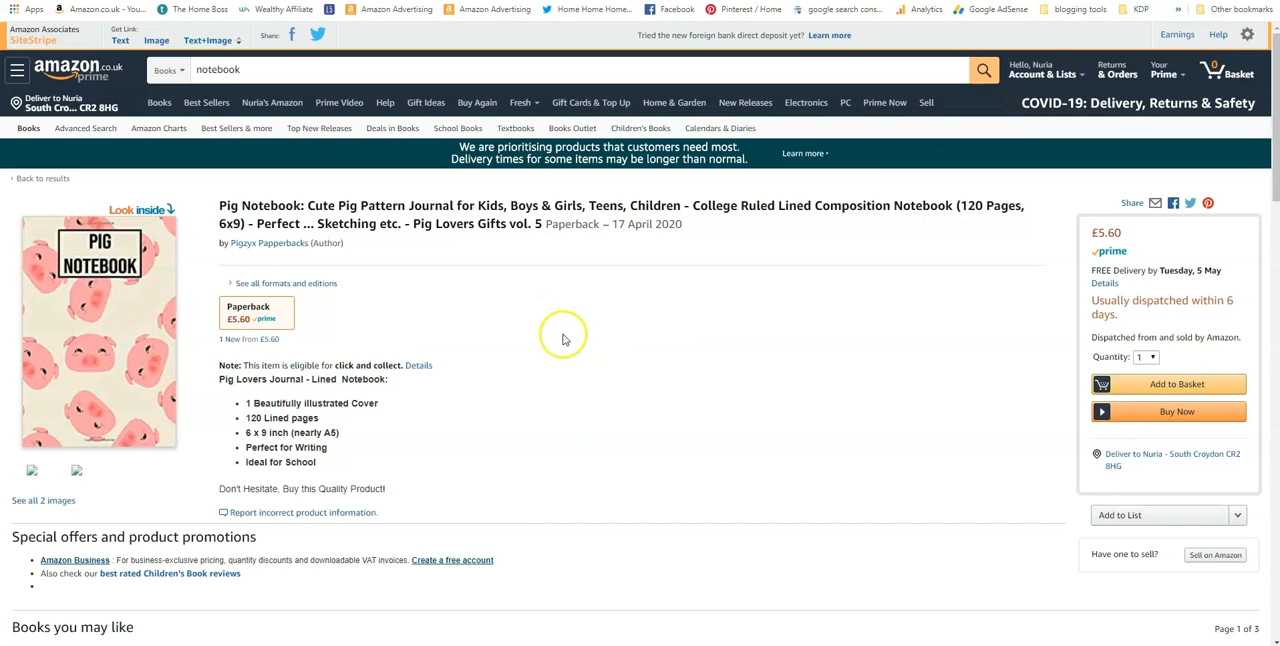 Apps Amazon.co.uk - You... The Home Boss Wealthy Affiliate Amazon Advertising Amazon Advertising Home Home Home... Facebook Pinterest / Home google search cons... Analytics Google AdSense blogging tools KDP » Other bookmarks
Amazon Associates
SiteStripe
Get Link:
Text Image Text+Image
Share:
Tried the new foreign bank direct deposit yet? Learn more
Earnings Help
amazon.co.uk
prime
Books
notebook
Hello, Nuria
Account & Lists
Returns
& Orders
Your
Prime
0
Basket
Deliver to Nuria
South Cro... CR2 8HG
Books Best Sellers Nuria's Amazon Prime Video Help Gift Ideas Buy Again Fresh Gift Cards & Top Up Home & Garden New Releases Electronics PC Prime Now Sell
COVID-19: Delivery, Returns & Safety
Books Advanced Search Amazon Charts Best Sellers & more Top New Releases Deals in Books School Books Textbooks Books Outlet Children's Books Calendars & Diaries
We are prioritising products that customers need most.
Delivery times for some items may be longer than normal.
Learn more ›
‹ Back to results
Look inside
PIG
NOTEBOOK
See all 2 images
Pig Notebook: Cute Pig Pattern Journal for Kids, Boys & Girls, Teens, Children - College Ruled Lined Composition Notebook (120 Pages,
6x9) - Perfect ... Sketching etc. - Pig Lovers Gifts vol. 5 Paperback – 17 April 2020
by Pigzyx Papperbacks (Author)
› See all formats and editions
Paperback
£5.60 prime
1 New from £5.60
Note: This item is eligible for click and collect. Details
Pig Lovers Journal - Lined Notebook:
• 1 Beautifully illustrated Cover
• 120 Lined pages
• 6 x 9 inch (nearly A5)
• Perfect for Writing
• Ideal for School
Don't Hesitate, Buy this Quality Product!
Report incorrect product information.
Share
£5.60
prime
FREE Delivery by Tuesday, 5 May
Details
Usually dispatched within 6
days.
Dispatched from and sold by Amazon.
Quantity: 1
Add to Basket
Buy Now
Deliver to Nuria - South Croydon CR2
8HG
Add to List
Have one to sell? Sell on Amazon
Special offers and product promotions
• Amazon Business : For business-exclusive pricing, quantity discounts and downloadable VAT invoices. Create a free account
• Also check our best rated Children's Book reviews
•
Books you may like
Page 1 of 3